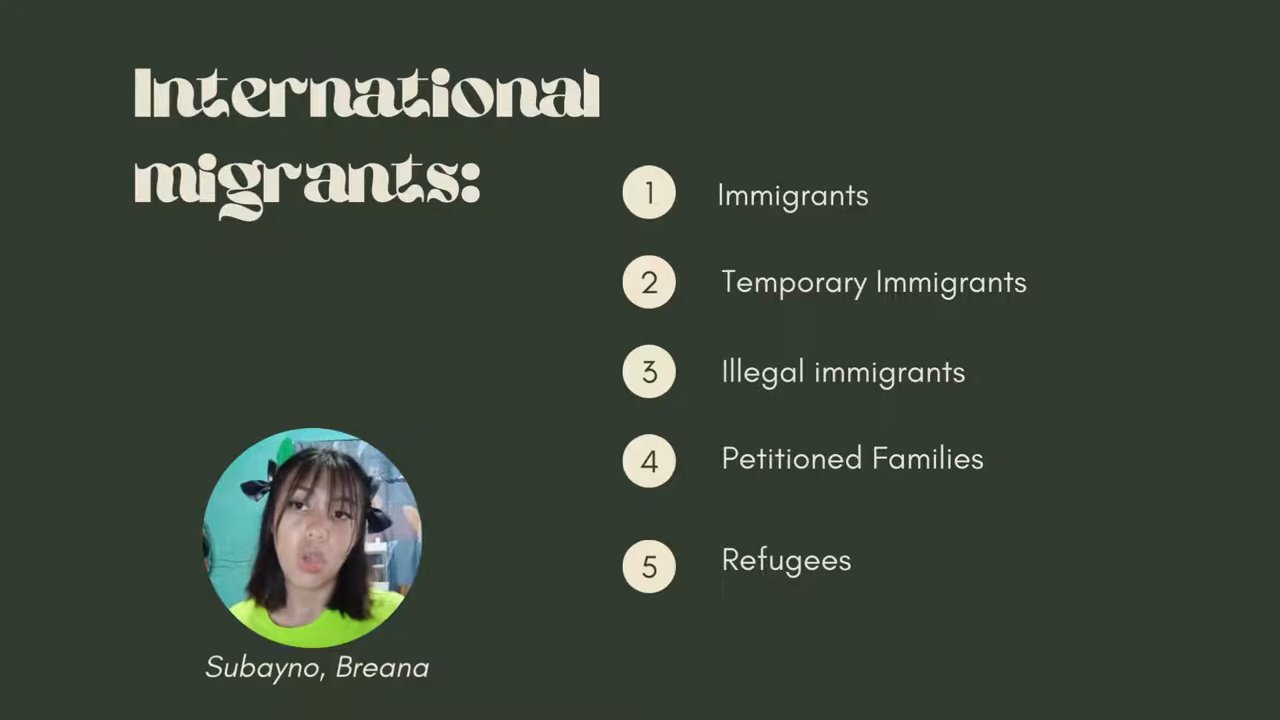 International
migrants:
1 Immigrants
2 Temporary Immigrants
3 Illegal immigrants
4 Petitioned Families
5 Refugees
Subayno, Breana